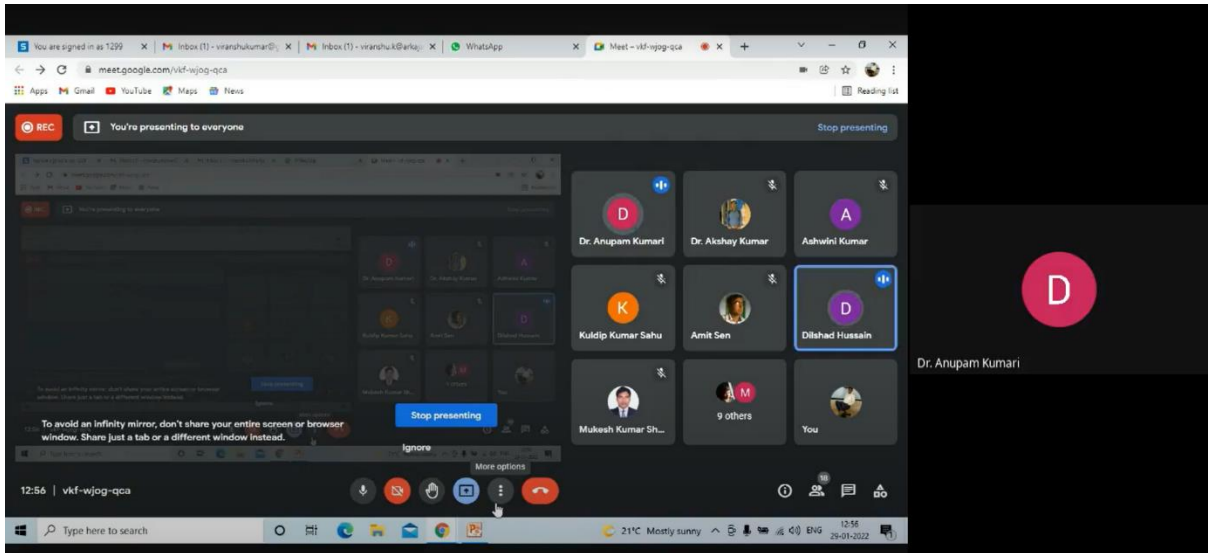 You are signed in as 1299
Inbox (1) - viranshukumar@
Inbox (1) - viranshu.k@arkaj
WhatsApp
Meet – vkf-wjog-qca
meet.google.com/vkf-wjog-qca
Apps Gmail YouTube Maps News Reading list
REC You're presenting to everyone Stop presenting
D
Dr. Anupam Kumari
Dr. Akshay Kumar
A
Ashwini Kumar
K
Kuldip Kumar Sahu
Amit Sen
D
Dilshad Hussain
Mukesh Kumar Sh...
M
9 others
You
To avoid an infinity mirror, don't share your entire screen or browser
window. Share just a tab or a different window instead.
Stop presenting
Ignore
More options
12:56 | vkf-wjog-qca
18
Type here to search
21°C Mostly sunny
ENG
12:56
29-01-2022
D
Dr. Anupam Kumari